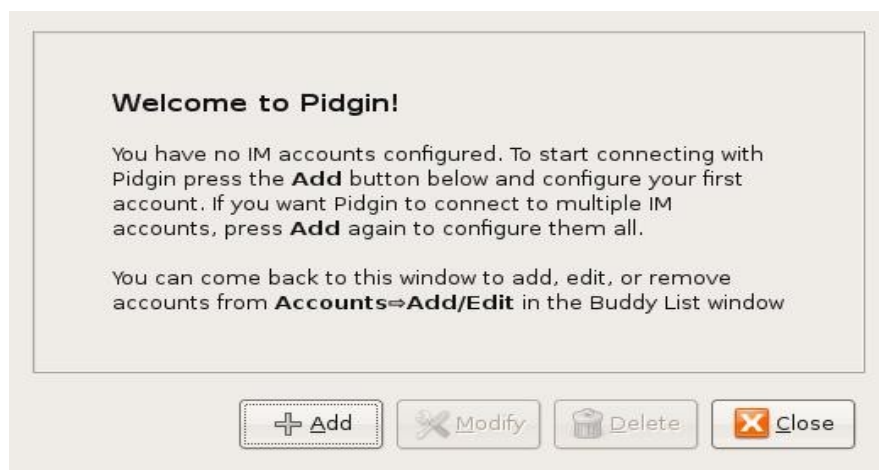 Welcome to Pidgin!
You have no IM accounts configured. To start connecting with
Pidgin press the Add button below and configure your first
account. If you want Pidgin to connect to multiple IM
accounts, press Add again to configure them all.
You can come back to this window to add, edit, or remove
accounts from Accounts⇨Add/Edit in the Buddy List window
Add Modify Delete Close